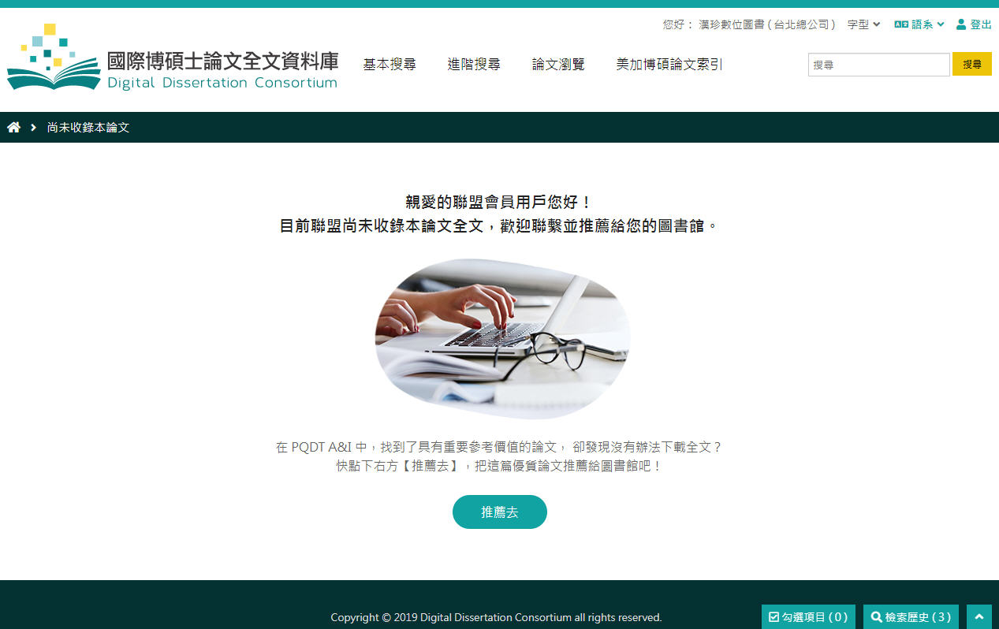 您好： 漢珍數位圖書 ( 台北總公司 ) 字型 語系 登出
國際博碩士論文全文資料庫
Digital Dissertation Consortium
基本搜尋 進階搜尋 論文瀏覽 美加博碩論文索引
搜尋 搜尋
尚未收錄本論文
親愛的聯盟會員用戶您好！
目前聯盟尚未收錄本論文全文，歡迎聯繫並推薦給您的圖書館。
在 PQDT A&I 中，找到了具有重要參考價值的論文， 卻發現沒有辦法下載全文？
快點下右方【推薦去】，把這篇優質論文推薦給圖書館吧！
推薦去
Copyright © 2019 Digital Dissertation Consortium all rights reserved.
勾選項目 ( 0 ) 檢索歷史 ( 3 )